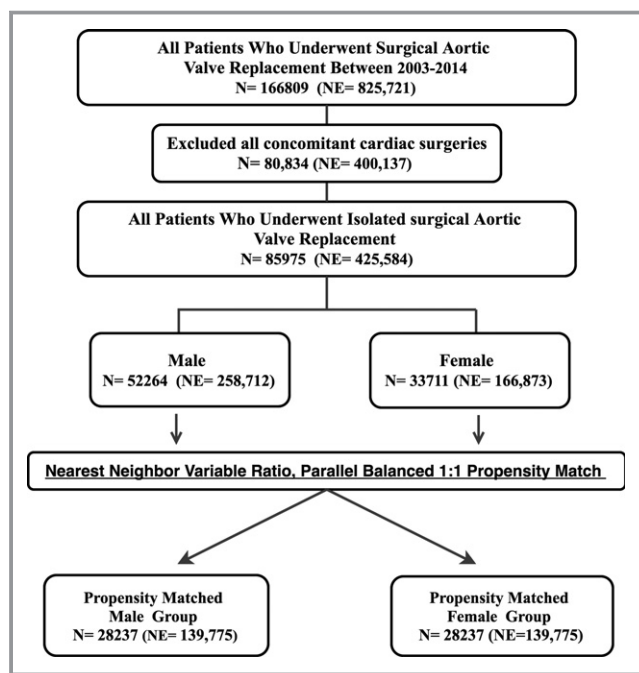 All Patients Who Underwent Surgical Aortic
Valve Replacement Between 2003-2014
N= 166809 (NE= 825,721)
Excluded all concomitant cardiac surgeries
N= 80,834 (NE= 400,137)
All Patients Who Underwent Isolated surgical Aortic
Valve Replacement
N= 85975 (NE= 425,584)
Male
N= 52264 (NE= 258,712)
Female
N= 33711 (NE= 166,873)
Nearest Neighbor Variable Ratio, Parallel Balanced 1:1 Propensity Match
Propensity Matched
Male Group
N= 28237 (NE= 139,775)
Propensity Matched
Female Group
N= 28237 (NE=139,775)